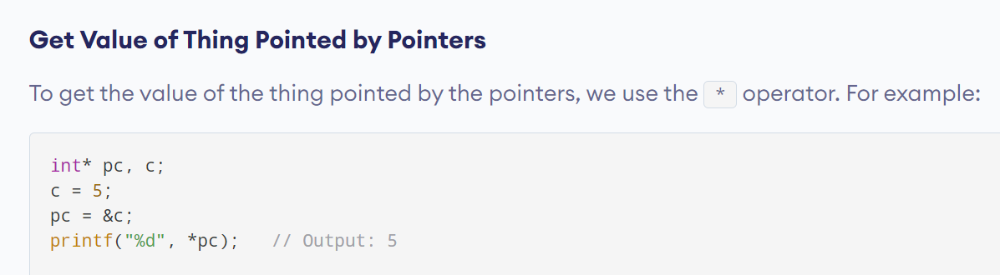 Get Value of Thing Pointed by Pointers
To get the value of the thing pointed by the pointers, we use the * operator. For example:
int* pc, c;
c = 5;
pc = &c;
printf("%d", *pc);   // Output: 5